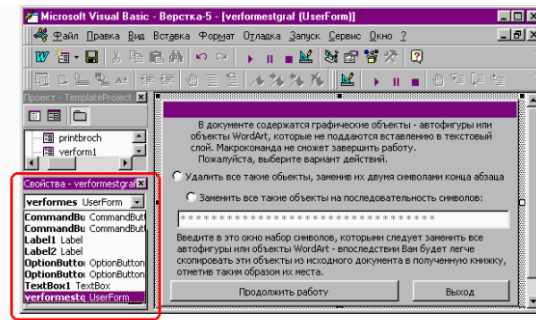 Microsoft Visual Basic - Верстка-5 - [verformestgraf (UserForm)]
Файл Правка Вид Вставка Формат Отладка Запуск Сервис Окно ?
Проект - TemplateProject
printbroch
verform1
Свойства - verformestgraf
verformes UserForm
CommandBu CommandButt
CommandBu CommandButt
Label1 Label
Label2 Label
OptionButto OptionButton
OptionButto OptionButton
TextBox1 TextBox
verformestg UserForm
В документе содержатся графические объекты - автофигуры или
объекты WordArt, которые не поддаются вставлению в текстовый
слой. Макрокоманда не сможет завершить работу.
Пожалуйста, выберите вариант действий.
Удалить все такие объекты, заменив их двумя символами конца абзаца
Заменить все такие объекты на последовательность символов:
* * * * * * * * * * * * * * * * * * * * * * * * * * * * * * * * *
Введите в это окно набор символов, которыми следует заменить все
автофигуры или объекты WordArt - впоследствии Вам будет легче
скопировать эти объекты из исходного документа в полученную книжку,
отметив таким образом их места.
Продолжить работу
Выход